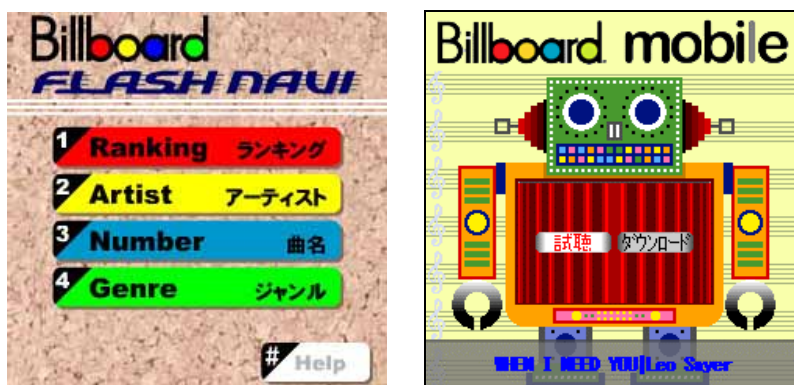 Billboard
FLASH NAVI
1 Ranking ランキング
2 Artist アーティスト
3 Number 曲名
4 Genre ジャンル
# Help
Billboard mobile
試聴 ダウンロード
WHEN I NEED YOU|Leo Sayer